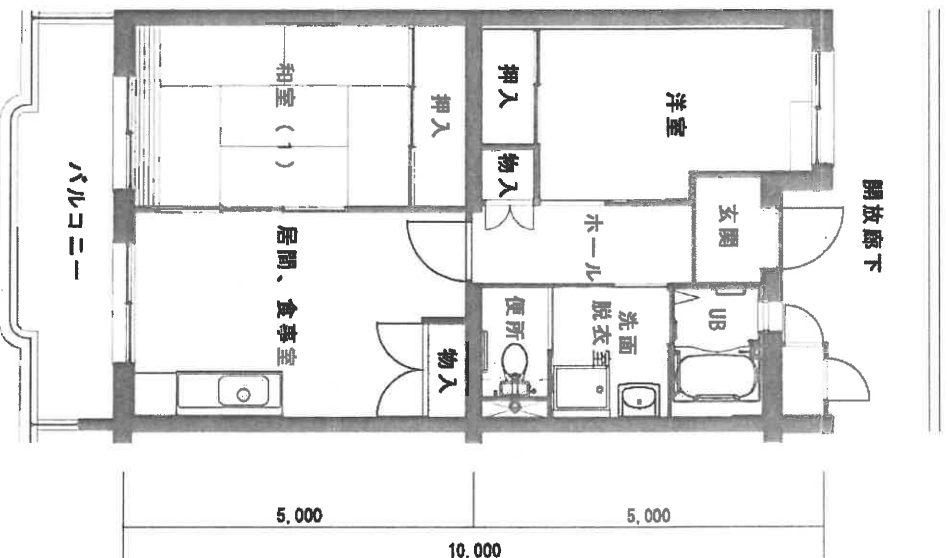 和室(1)
押入
押入
洋室
物入
開放廊下
玄関
ホール
バルコニー
居間、食事室
物入
便所
洗面
脱衣室
UB
5,000
5,000
10,000